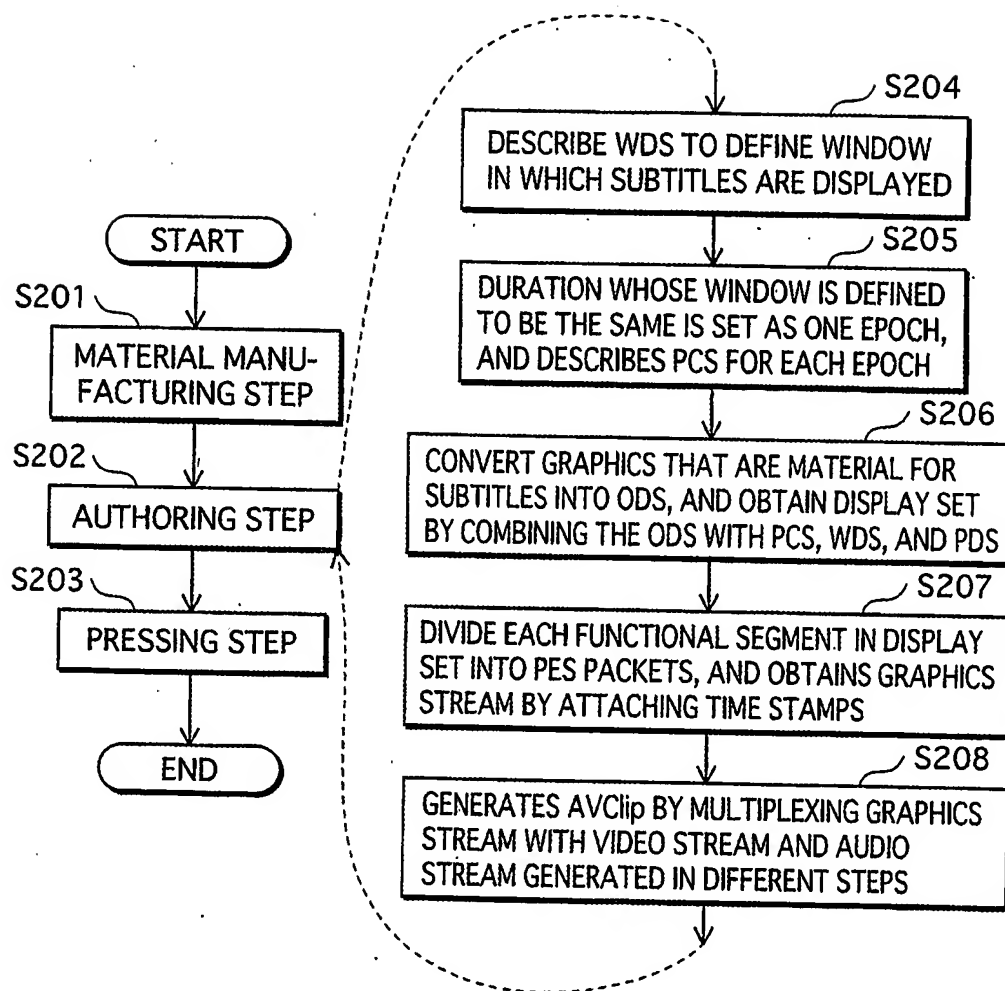 START
S201
MATERIAL MANU-
FACTURING STEP
S202
AUTHORING STEP
S203
PRESSING STEP
END
S204
DESCRIBE WDS TO DEFINE WINDOW
IN WHICH SUBTITLES ARE DISPLAYED
S205
DURATION WHOSE WINDOW IS DEFINED
TO BE THE SAME IS SET AS ONE EPOCH,
AND DESCRIBES PCS FOR EACH EPOCH
S206
CONVERT GRAPHICS THAT ARE MATERIAL FOR
SUBTITLES INTO ODS, AND OBTAIN DISPLAY SET
BY COMBINING THE ODS WITH PCS, WDS, AND PDS
S207
DIVIDE EACH FUNCTIONAL SEGMENT IN DISPLAY
SET INTO PES PACKETS, AND OBTAINS GRAPHICS
STREAM BY ATTACHING TIME STAMPS
S208
GENERATES AVClip BY MULTIPLEXING GRAPHICS
STREAM WITH VIDEO STREAM AND AUDIO
STREAM GENERATED IN DIFFERENT STEPS